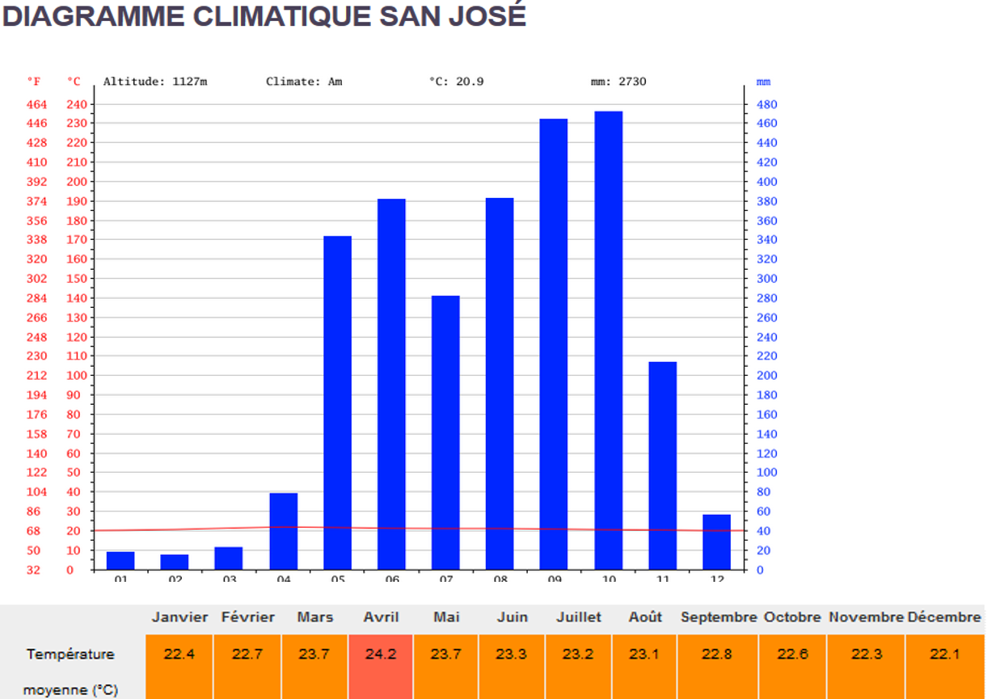 DIAGRAMME CLIMATIQUE SAN JOSÉ
°F °C Altitude: 1127m Climate: Am °C: 20.9 mm: 2730 mm
464 240 480
446 230 460
428 220 440
410 210 420
392 200 400
374 190 380
356 180 360
338 170 340
320 160 320
302 150 300
284 140 280
266 130 260
248 120 240
230 110 220
212 100 200
194 90 180
176 80 160
158 70 140
140 60 120
122 50 100
104 40 80
86 30 60
68 20 40
50 10 20
32 0 0
01 02 03 04 05 06 07 08 09 10 11 12
Janvier Février Mars Avril Mai Juin Juillet Août Septembre Octobre Novembre Décembre
Température 22.4 22.7 23.7 24.2 23.7 23.3 23.2 23.1 22.8 22.6 22.3 22.1
moyenne (°C)